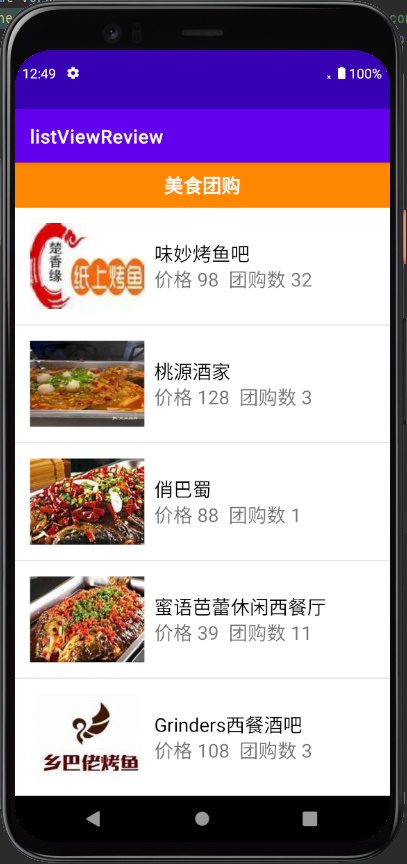 12:49
100%
listViewReview
美食团购
楚香缘
纸上烤鱼
味妙烤鱼吧
价格 98 团购数 32
桃源酒家
价格 128 团购数 3
俏巴蜀
价格 88 团购数 1
蜜语芭蕾休闲西餐厅
价格 39 团购数 11
乡巴佬烤鱼
Grinders西餐酒吧
价格 108 团购数 3